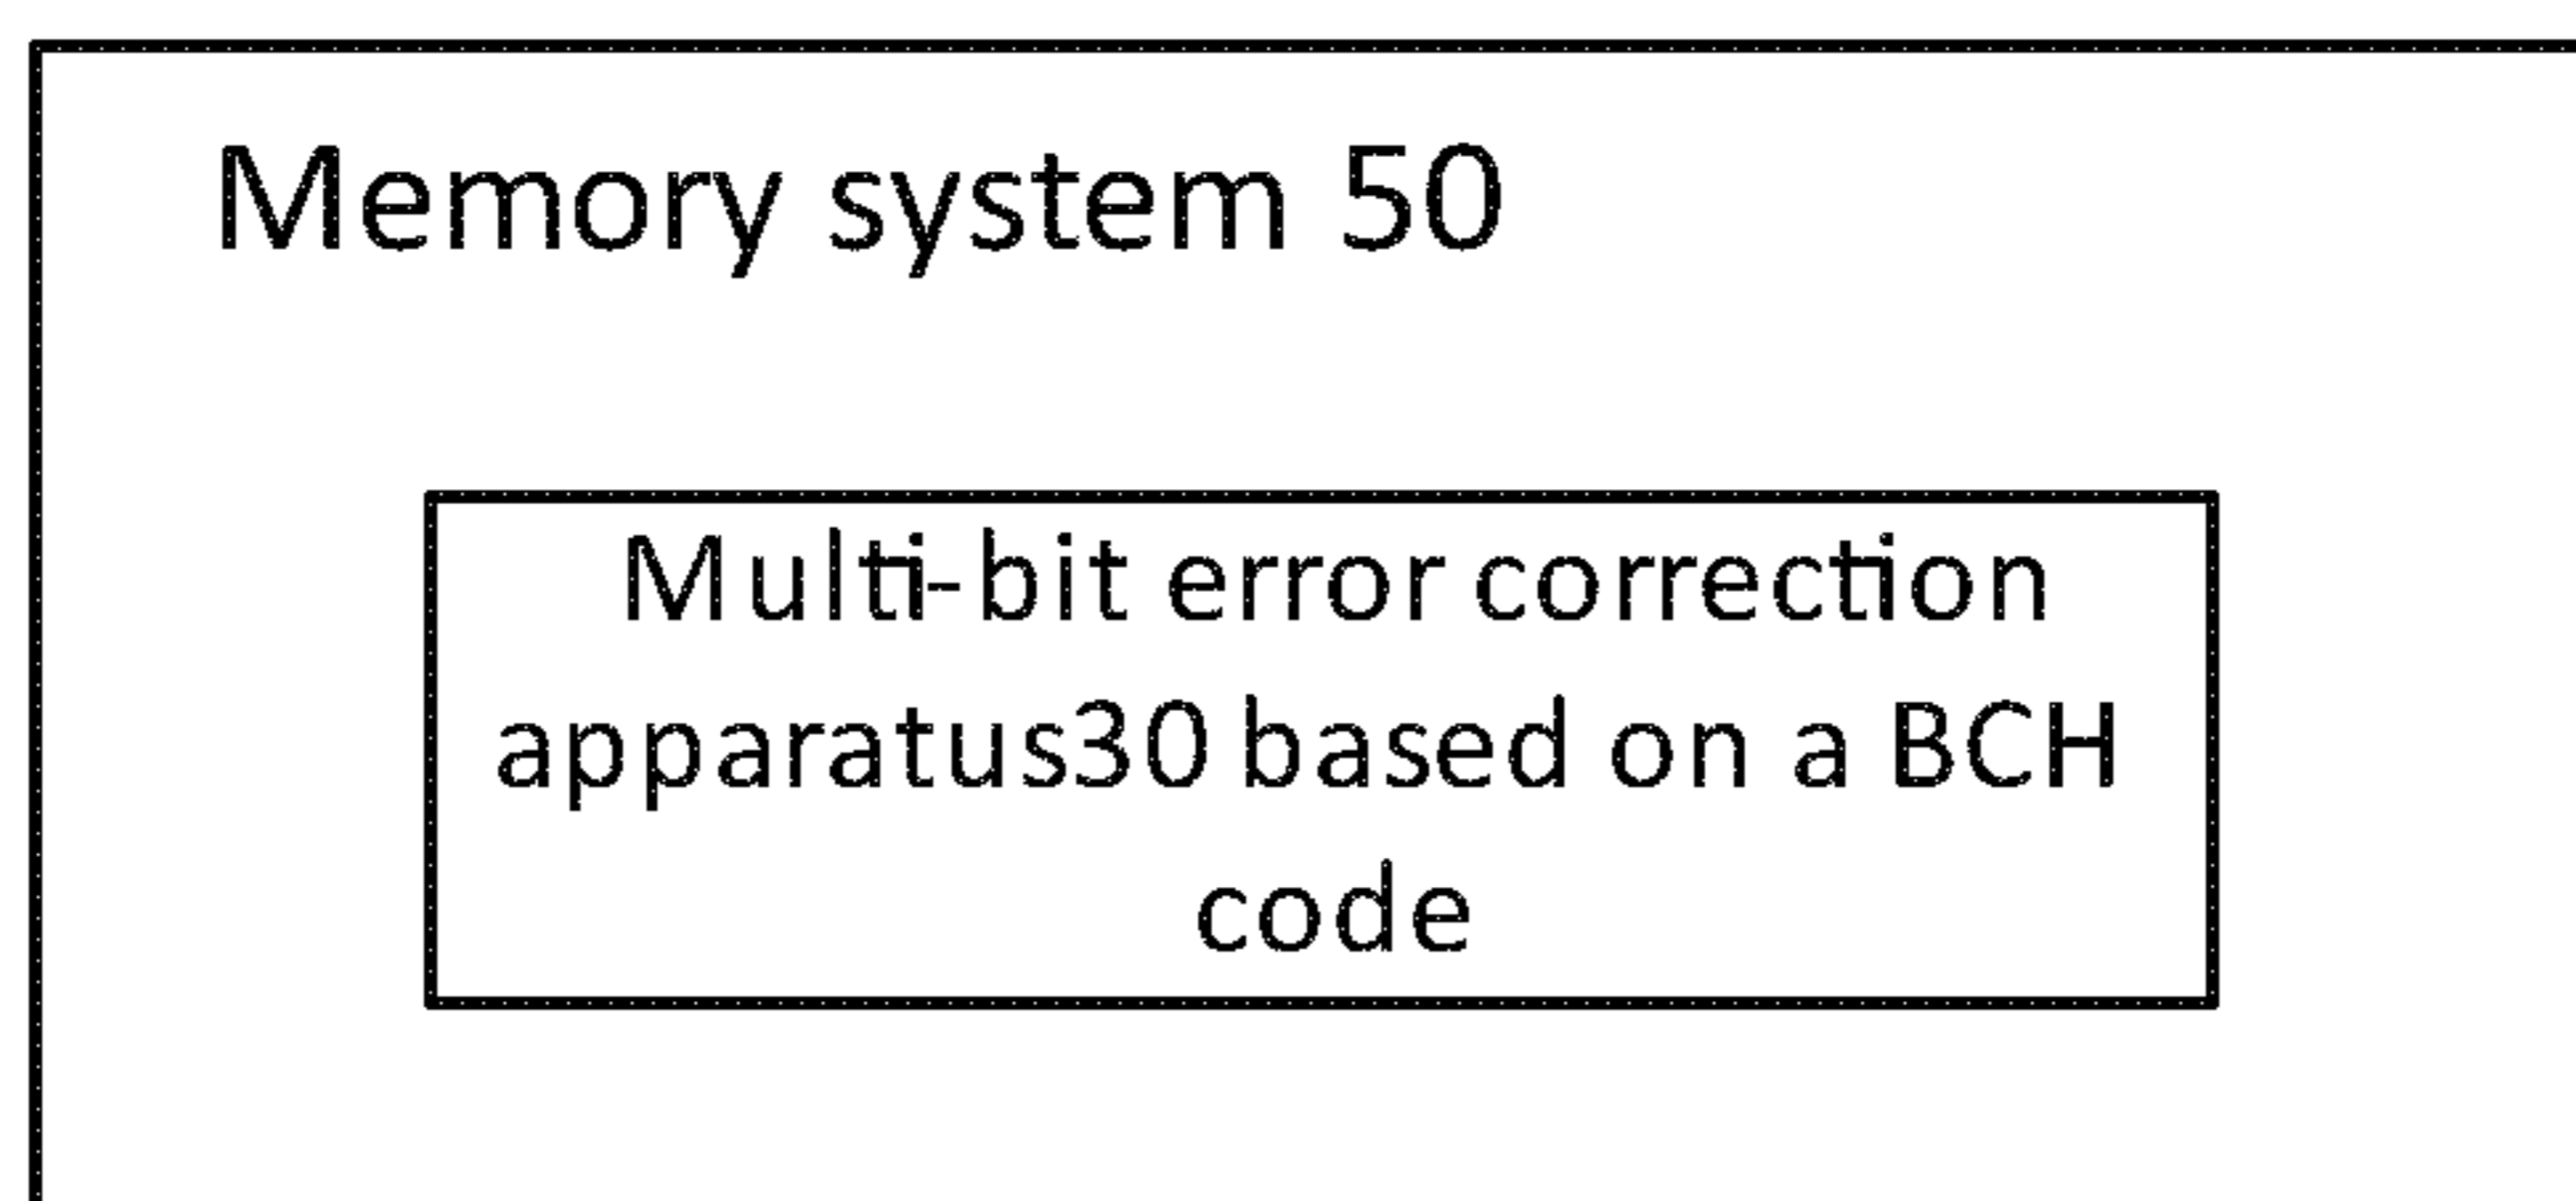 Memory system 50
Multi-bit error correction
apparatus30 based on a BCH
code